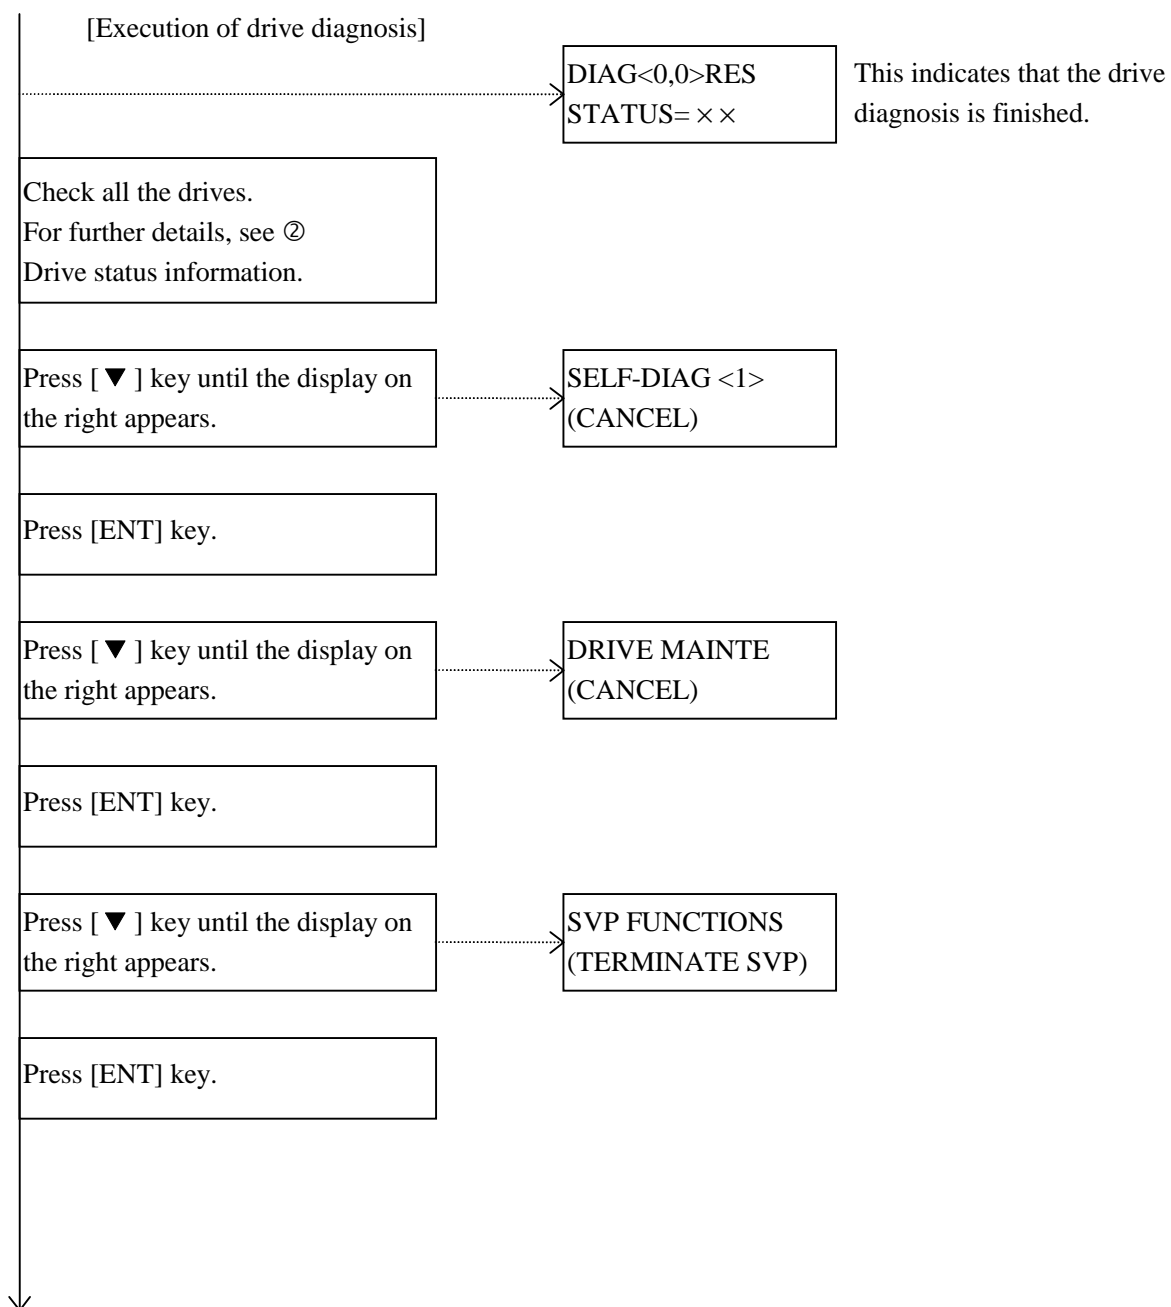 [Execution of drive diagnosis]
DIAG<0,0>RES
STATUS=××
This indicates that the drive
diagnosis is finished.
Check all the drives.
For further details, see ②
Drive status information.
Press [ ▼ ] key until the display on
the right appears.
SELF-DIAG <1>
(CANCEL)
Press [ENT] key.
Press [ ▼ ] key until the display on
the right appears.
DRIVE MAINTE
(CANCEL)
Press [ENT] key.
Press [ ▼ ] key until the display on
the right appears.
SVP FUNCTIONS
(TERMINATE SVP)
Press [ENT] key.